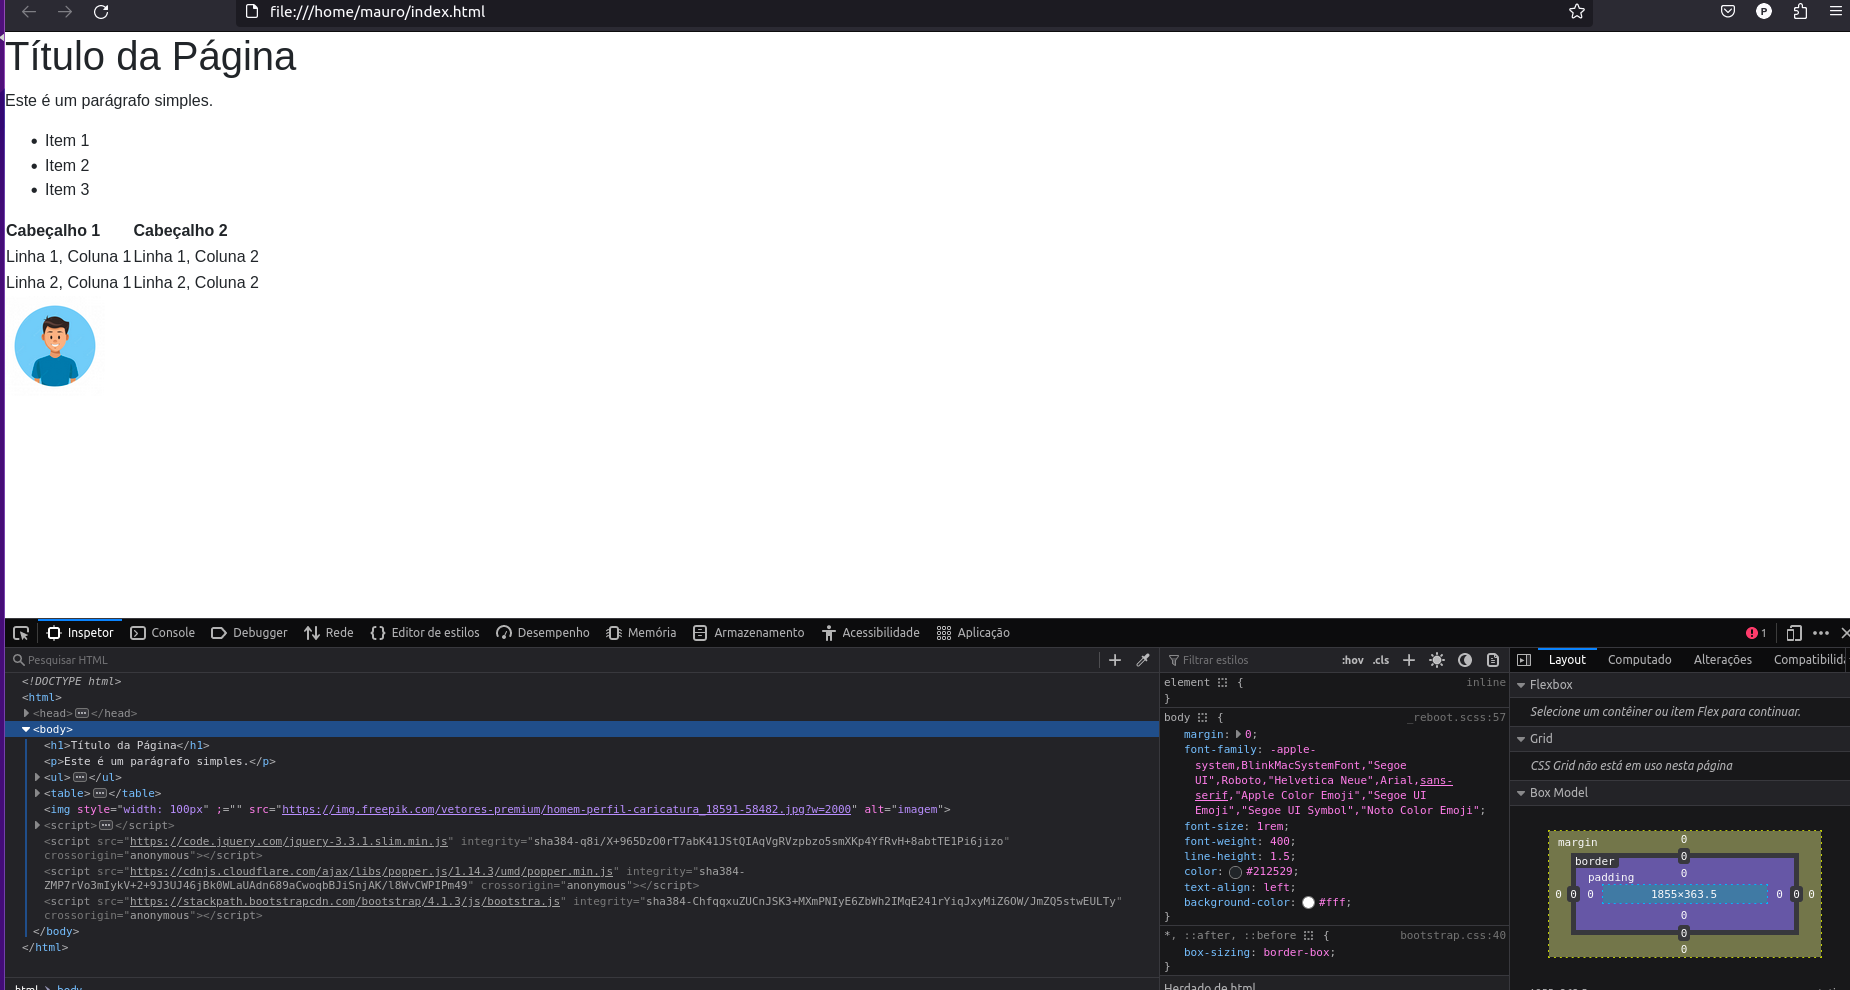 file:///home/mauro/index.html
P
Título da Página
Este é um parágrafo simples.
• Item 1
• Item 2
• Item 3
Cabeçalho 1 Cabeçalho 2
Linha 1, Coluna 1 Linha 1, Coluna 2
Linha 2, Coluna 1 Linha 2, Coluna 2
Inspetor Console Debugger Rede Editor de estilos Desempenho Memória Armazenamento Acessibilidade Aplicação 1
Pesquisar HTML
<!DOCTYPE html>
<html>
<head></head>
<body>
<h1>Título da Página</h1>
<p>Este é um parágrafo simples.</p>
<ul></ul>
<table></table>
<img style="width: 100px" ;="" src="https://img.freepik.com/vetores-premium/homem-perfil-caricatura_18591-58482.jpg?w=2000" alt="imagem">
<script></script>
<script src="https://code.jquery.com/jquery-3.3.1.slim.min.js" integrity="sha384-q8i/X+965DzO0rT7abK41JStQIAqVgRVzpbzo5smXKp4YfRvH+8abtTE1Pi6jizo"
crossorigin="anonymous"></script>
<script src="https://cdnjs.cloudflare.com/ajax/libs/popper.js/1.14.3/umd/popper.min.js" integrity="sha384-
ZMP7rVo3mIykV+2+9J3UJ46jBk0WLaUAdn689aCwoqbBJiSnjAK/l8WvCWPIPm49" crossorigin="anonymous"></script>
<script src="https://stackpath.bootstrapcdn.com/bootstrap/4.1.3/js/bootstra.js" integrity="sha384-ChfqqxuZUCnJSK3+MXmPNIyE6ZbWh2IMqE241rYiqJxyMiZ6OW/JmZQ5stwEULTy"
crossorigin="anonymous"></script>
</body>
</html>
html > body
Filtrar estilos :hov .cls
element { inline
}
body { _reboot.scss:57
margin: 0;
font-family: -apple-
system,BlinkMacSystemFont,"Segoe
UI",Roboto,"Helvetica Neue",Arial,sans-
serif,"Apple Color Emoji","Segoe UI
Emoji","Segoe UI Symbol","Noto Color Emoji";
font-size: 1rem;
font-weight: 400;
line-height: 1.5;
color: #212529;
text-align: left;
background-color: #fff;
}
*, ::after, ::before { bootstrap.css:40
box-sizing: border-box;
}
Herdado de html
Layout Computado Alterações Compatibilida
Flexbox
Selecione um contêiner ou item Flex para continuar.
Grid
CSS Grid não está em uso nesta página
Box Model
margin 0
border 0
padding 0
0 0 0 1855×363.5 0 0 0
0
0
0